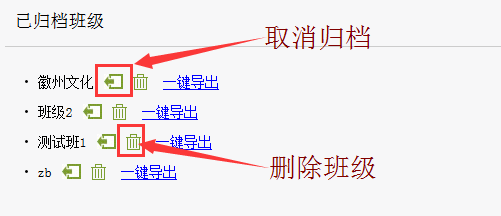 已归档班级
取消归档
徽州文化 一键导出
班级2 一键导出
测试班1 一键导出
删除班级
zb 一键导出